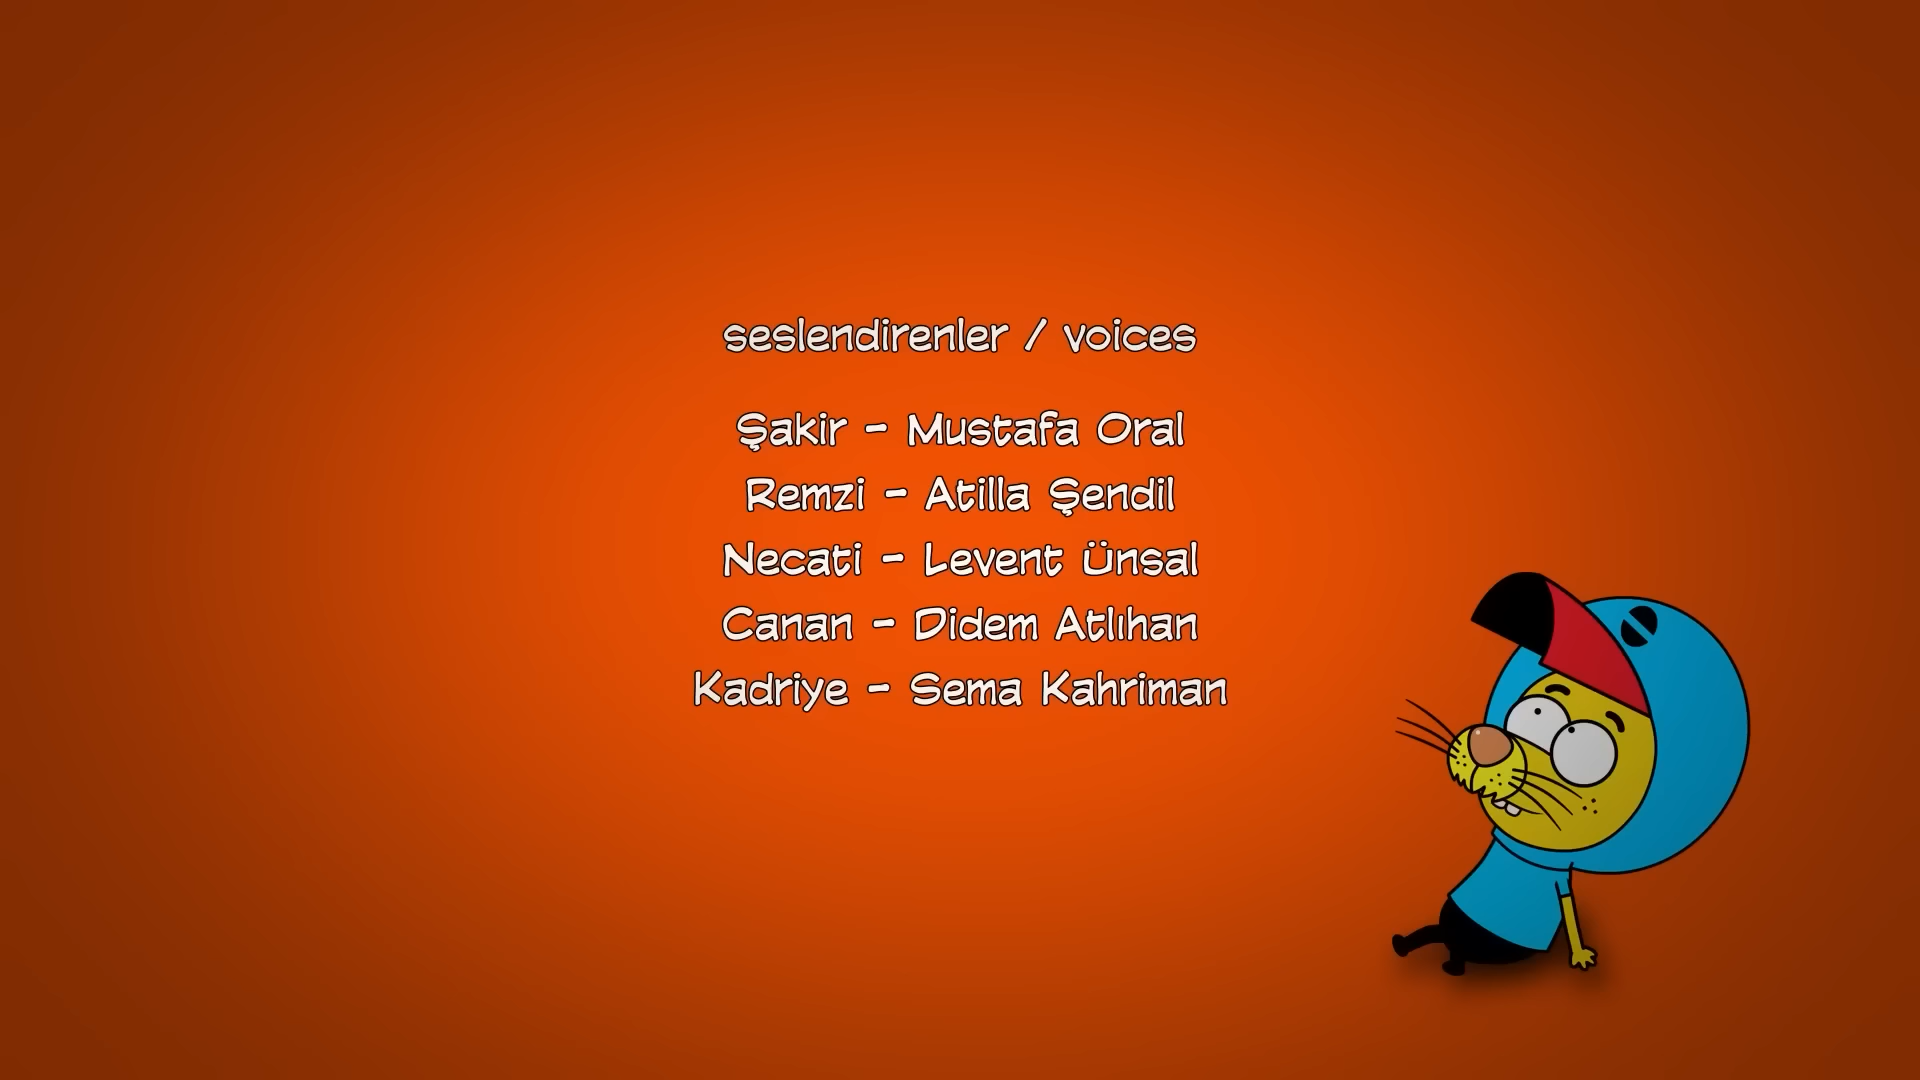 seslendirenler / voices
Şakir - Mustafa Oral
Remzi - Atilla Şendil
Necati - Levent Ünsal
Canan - Didem Atlıhan
Kadriye - Sema Kahriman